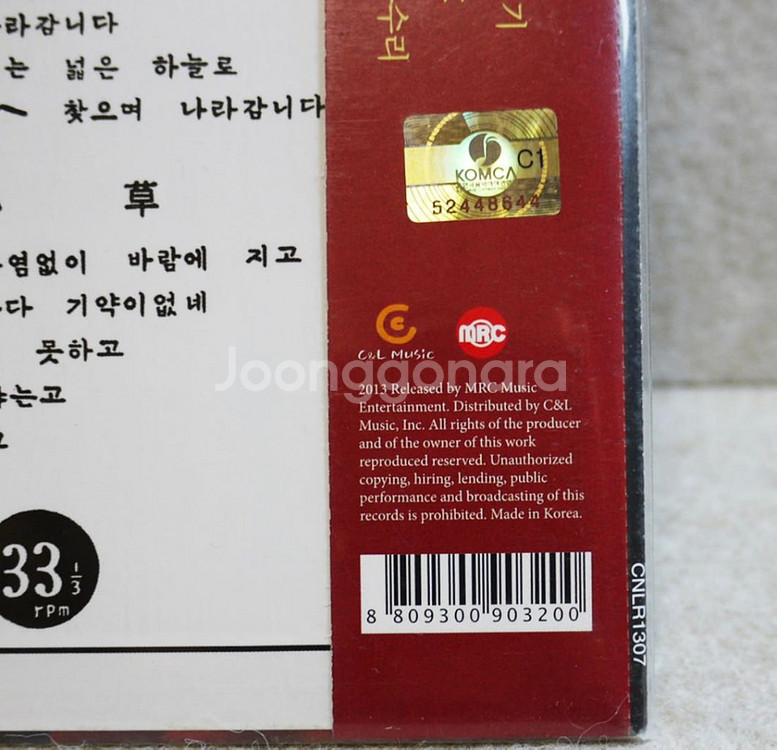 나라갑니다
는 넓은 하늘로
찾으며 나라갑니다
草
염없이 바람에 지고
다 기약이없네
못하고
는고
고
33 1/3
rpm
기
수리
KOMCA C1
52448644
C&L Music
MRC
Joonggonara
2013 Released by MRC Music
Entertainment. Distributed by C&L
Music, Inc. All rights of the producer
and of the owner of this work
reproduced reserved. Unauthorized
copying, hiring, lending, public
performance and broadcasting of this
records is prohibited. Made in Korea.
8 809300 903200
CNLR1307